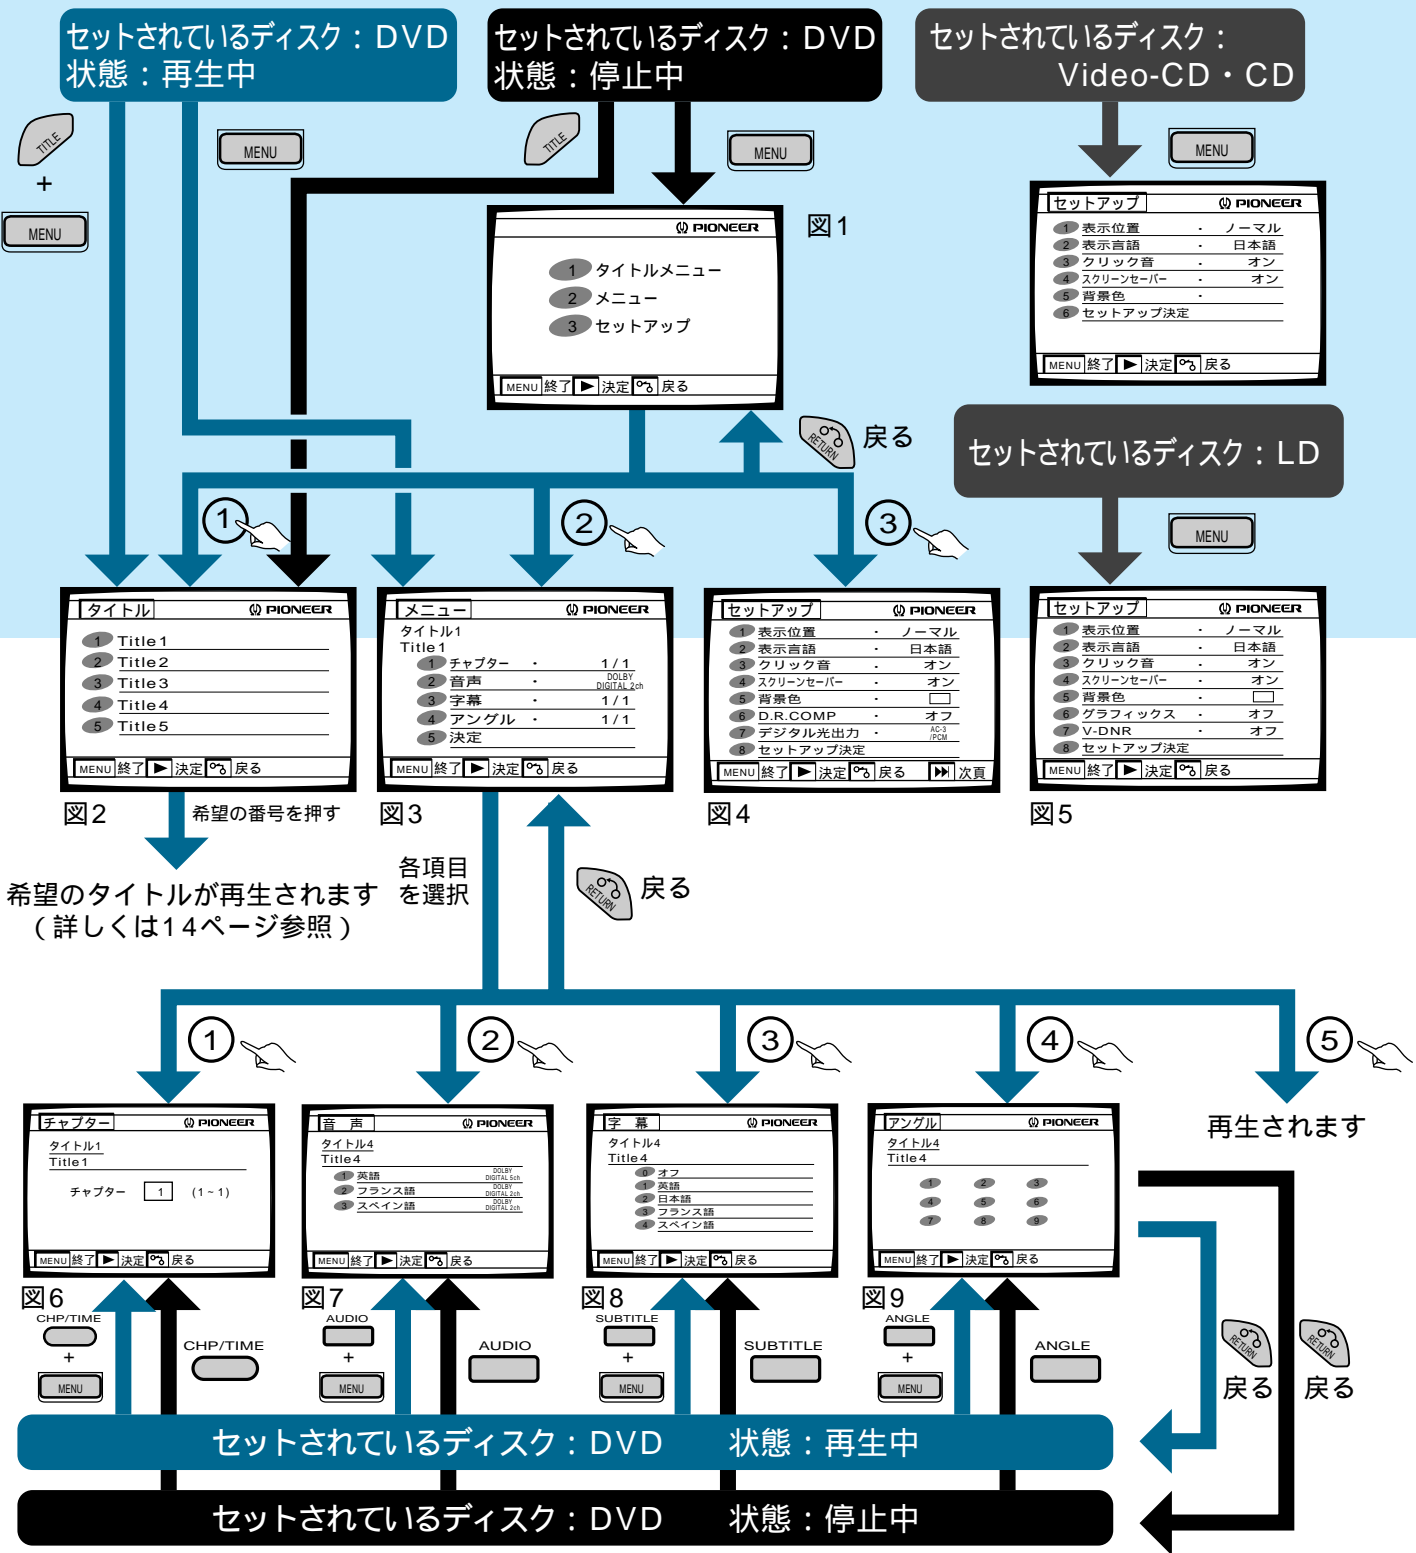 セットされているディスク：DVD
状態：再生中
セットされているディスク：DVD
状態：停止中
セットされているディスク：
Video-CD・CD
TITLE
+
MENU
MENU
TITLE
MENU
MENU
PIONEER
1 タイトルメニュー
2 メニュー
3 セットアップ
MENU 終了 ▶ 決定 戻る
図1
セットアップ PIONEER
1 表示位置 ・ ノーマル
2 表示言語 ・ 日本語
3 クリック音 ・ オン
4 スクリーンセーバー ・ オン
5 背景色 ・
6 セットアップ決定
MENU 終了 ▶ 決定 戻る
RETURN 戻る
セットされているディスク：LD
MENU
1
2
3
タイトル PIONEER
1 Title1
2 Title2
3 Title3
4 Title4
5 Title5
MENU 終了 ▶ 決定 戻る
図2
希望の番号を押す
希望のタイトルが再生されます
（詳しくは14ページ参照）
メニュー PIONEER
タイトル1
Title1
1 チャプター ・ 1/1
2 音声 ・ DOLBY DIGITAL 2ch
3 字幕 ・ 1/1
4 アングル ・ 1/1
5 決定
MENU 終了 ▶ 決定 戻る
図3
各項目
を選択
RETURN 戻る
セットアップ PIONEER
1 表示位置 ・ ノーマル
2 表示言語 ・ 日本語
3 クリック音 ・ オン
4 スクリーンセーバー ・ オン
5 背景色 ・
6 D.R.COMP ・ オフ
7 デジタル光出力 ・ AC-3 /PCM
8 セットアップ決定
MENU 終了 ▶ 決定 戻る ▶▶| 次頁
図4
セットアップ PIONEER
1 表示位置 ・ ノーマル
2 表示言語 ・ 日本語
3 クリック音 ・ オン
4 スクリーンセーバー ・ オン
5 背景色 ・
6 グラフィックス ・ オフ
7 V-DNR ・ オフ
8 セットアップ決定
MENU 終了 ▶ 決定 戻る
図5
1
2
3
4
5
再生されます
チャプター PIONEER
タイトル1
Title1
チャプター 1 (1~1)
MENU 終了 ▶ 決定 戻る
図6
音 声 PIONEER
タイトル4
Title4
1 英語 DOLBY DIGITAL 5ch
2 フランス語 DOLBY DIGITAL 2ch
3 スペイン語 DOLBY DIGITAL 2ch
MENU 終了 ▶ 決定 戻る
図7
字 幕 PIONEER
タイトル4
Title4
0 オフ
1 英語
2 日本語
3 フランス語
4 スペイン語
MENU 終了 ▶ 決定 戻る
図8
アングル PIONEER
タイトル4
Title4
1 2 3
4 5 6
7 8 9
MENU 終了 ▶ 決定 戻る
図9
CHP/TIME
+
MENU
CHP/TIME
AUDIO
+
MENU
AUDIO
SUBTITLE
+
MENU
SUBTITLE
ANGLE
+
MENU
ANGLE
RETURN
戻る
RETURN
戻る
セットされているディスク：DVD 状態：再生中
セットされているディスク：DVD 状態：停止中